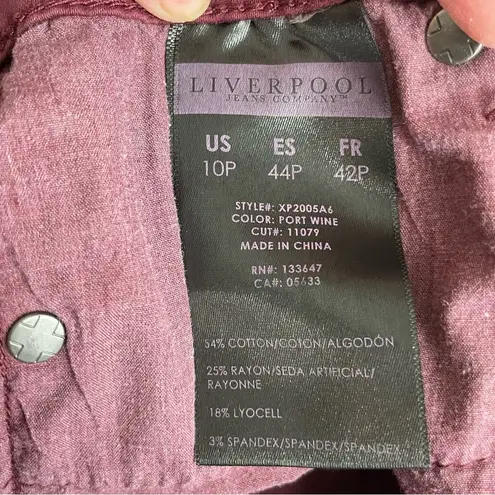 LIVERPOOL
JEANS COMPANY™
US ES FR
10P 44P 42P
STYLE#: XP2005A6
COLOR: PORT WINE
CUT#: 11079
MADE IN CHINA
RN#: 133647
CA#: 05633
54% COTTON/COTON/ALGODÓN
25% RAYON/SEDA ARTIFICIAL/
RAYONNE
18% LYOCELL
3% SPANDEX/SPANDEX/SPANDEX